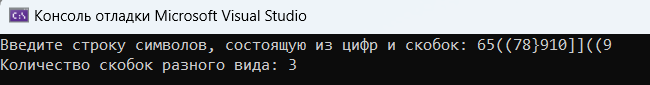 Консоль отладки Microsoft Visual Studio
Введите строку символов, состоящую из цифр и скобок: 65((78}910]]((9
Количество скобок разного вида: 3